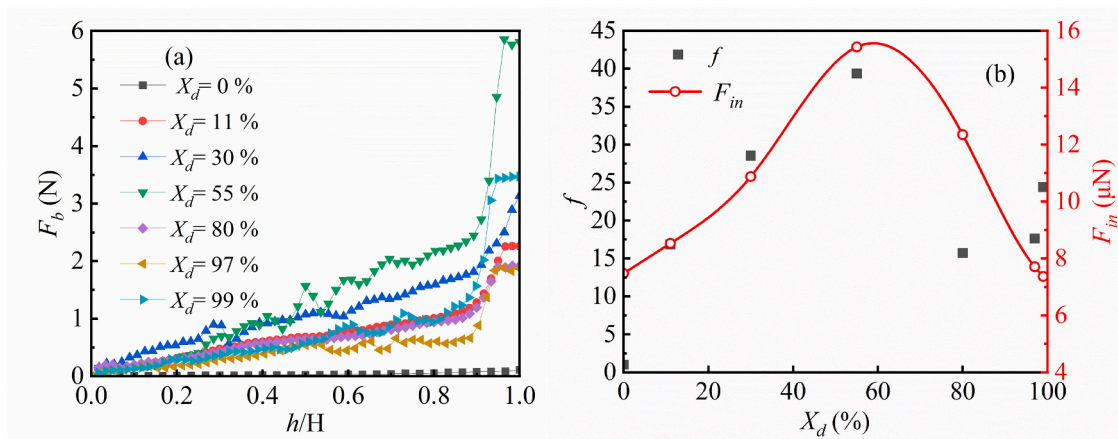 (a)
X_d= 0 %
X_d= 11 %
X_d= 30 %
X_d= 55 %
X_d= 80 %
X_d= 97 %
X_d= 99 %
F_b (N)
6
5
4
3
2
1
0
0.0 0.2 0.4 0.6 0.8 1.0
h/H
(b)
f
F_in
f
45
40
35
30
25
20
15
10
5
0
0 20 40 60 80 100
X_d (%)
16
14
12
10
8
6
4
F_in (μN)